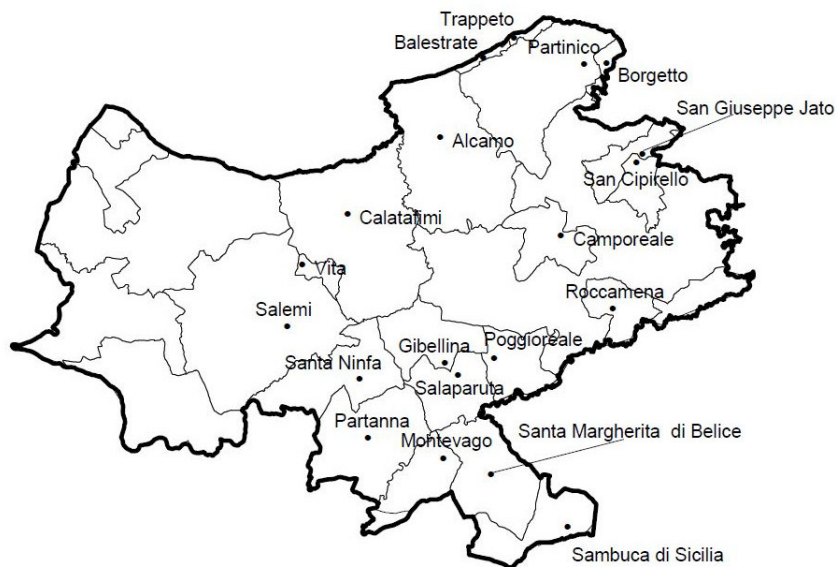 Trappeto
Balestrate
Partinico
Borgetto
San Giuseppe Jato
Alcamo
San Cipirello
Calatafimi
Camporeale
Vita
Roccamena
Salemi
Gibellina
Poggioreale
Santa Ninfa
Salaparuta
Partanna
Santa Margherita di Belice
Montevago
Sambuca di Sicilia